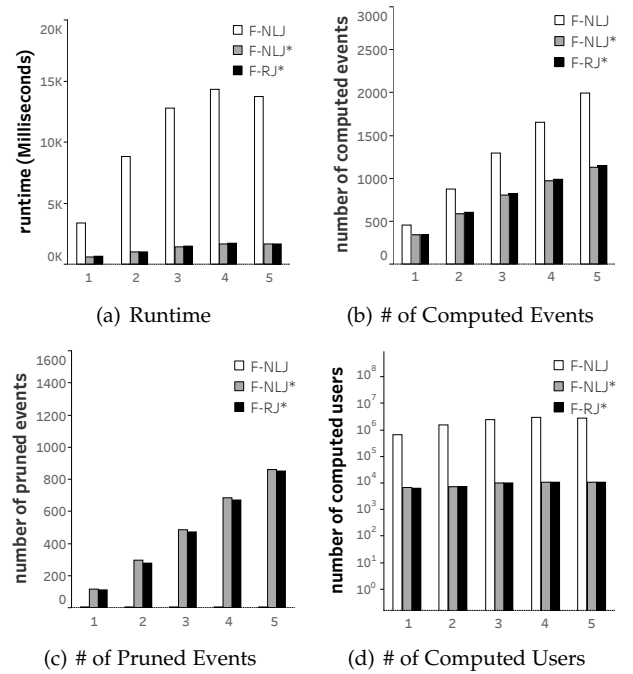 runtime (Milliseconds)
20K
15K
10K
5K
0K
F-NLJ
F-NLJ*
F-RJ*
1 2 3 4 5
(a) Runtime
number of computed events
3000
2500
2000
1500
1000
500
0
F-NLJ
F-NLJ*
F-RJ*
1 2 3 4 5
(b) # of Computed Events
number of pruned events
1600
1400
1200
1000
800
600
400
200
0
F-NLJ
F-NLJ*
F-RJ*
1 2 3 4 5
(c) # of Pruned Events
number of computed users
10⁸
10⁷
10⁶
10⁵
10⁴
10³
10²
10¹
10⁰
F-NLJ
F-NLJ*
F-RJ*
1 2 3 4 5
(d) # of Computed Users